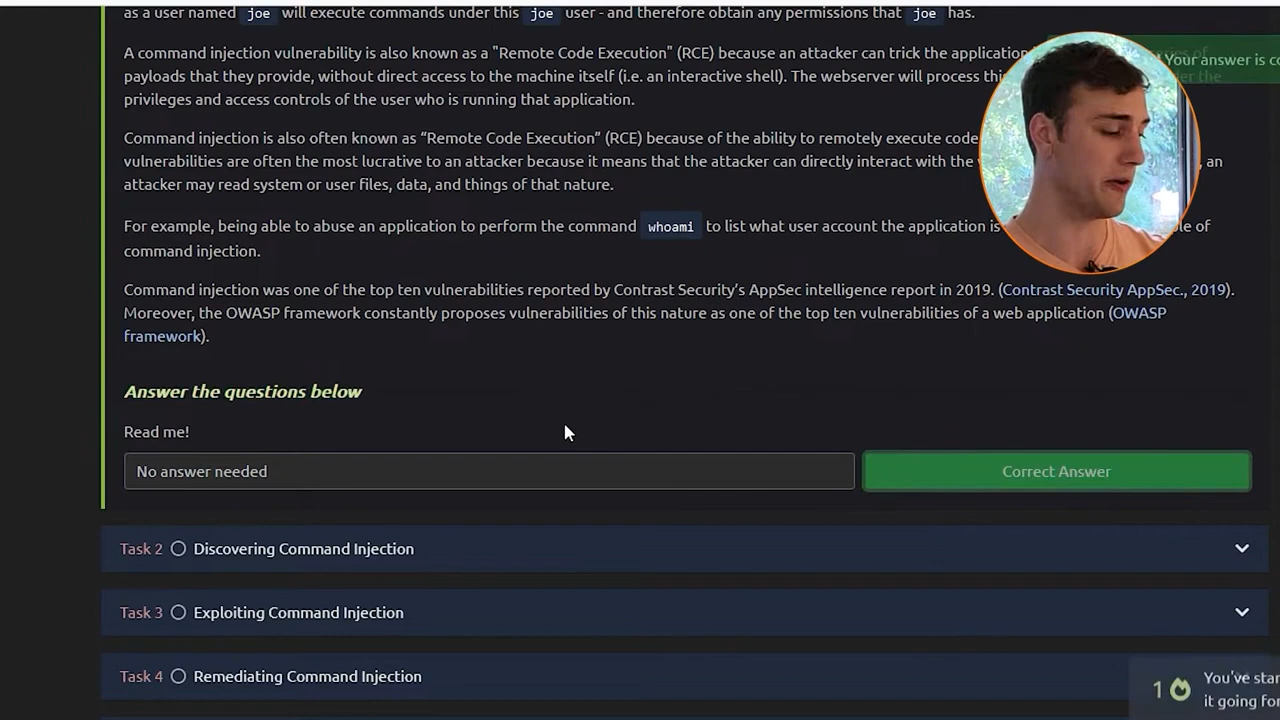 as a user named joe will execute commands under this joe user - and therefore obtain any permissions that joe has.
A command injection vulnerability is also known as a "Remote Code Execution" (RCE) because an attacker can trick the application
payloads that they provide, without direct access to the machine itself (i.e. an interactive shell). The webserver will process
privileges and access controls of the user who is running that application.
Your answer is
Command injection is also often known as “Remote Code Execution” (RCE) because of the ability to remotely execute code
vulnerabilities are often the most lucrative to an attacker because it means that the attacker can directly interact with the an
attacker may read system or user files, data, and things of that nature.
For example, being able to abuse an application to perform the command whoami to list what user account the application is of
command injection.
Command injection was one of the top ten vulnerabilities reported by Contrast Security’s AppSec intelligence report in 2019. (Contrast Security AppSec., 2019).
Moreover, the OWASP framework constantly proposes vulnerabilities of this nature as one of the top ten vulnerabilities of a web application (OWASP
framework).
Answer the questions below
Read me!
No answer needed
Correct Answer
Task 2 Discovering Command Injection
Task 3 Exploiting Command Injection
Task 4 Remediating Command Injection
1 You've
it going